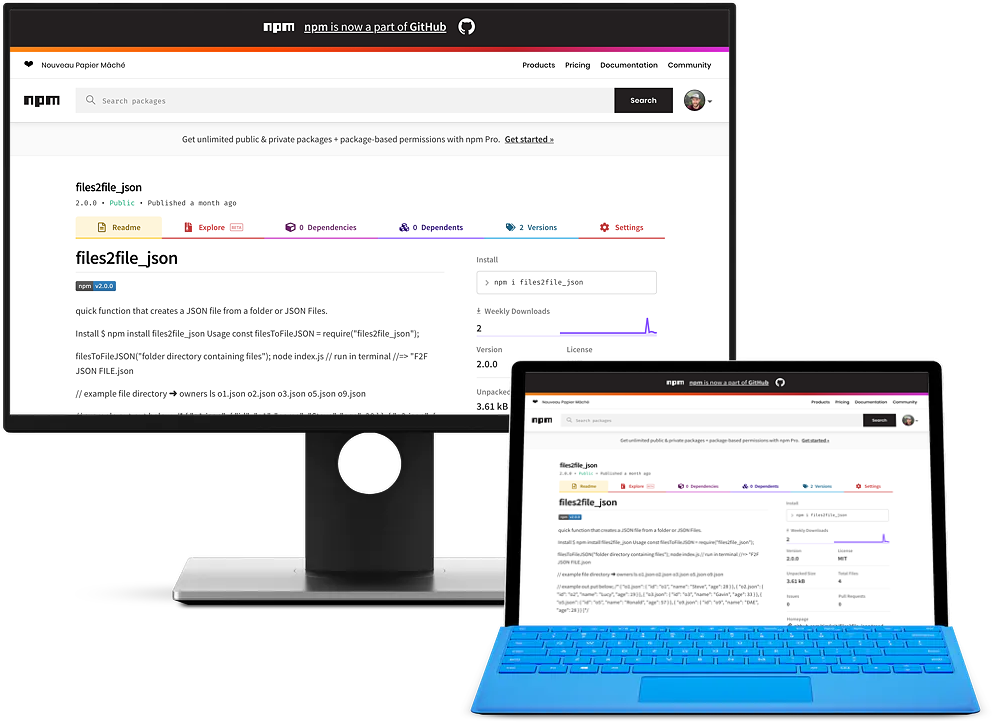 npm npm is now a part of GitHub
❤ Nouveau Papier Mâché Products Pricing Documentation Community
npm Search packages Search
Get unlimited public & private packages + package-based permissions with npm Pro. Get started »
files2file_json
2.0.0 • Public • Published a month ago
Readme Explore BETA 0 Dependencies 0 Dependents 2 Versions Settings
files2file_json
npm v2.0.0
quick function that creates a JSON file from a folder or JSON Files.
Install $ npm install files2file_json Usage const filesToFileJSON = require("files2file_json");
filesToFileJSON("folder directory containing files"); node index.js // run in terminal //=> "F2F
JSON FILE.json
// example file directory ➔ owners ls o1.json o2.json o3.json o5.json o9.json
Install
> npm i files2file_json
Weekly Downloads
2
Version License
2.0.0
Unpacked
3.61 kB
npm npm is now a part of GitHub
❤ Nouveau Papier Mâché Products Pricing Documentation Community
npm Search packages Search
Get unlimited public & private packages + package-based permissions with npm Pro. Get started »
files2file_json
2.0.0 • Public • Published a month ago
Readme Explore BETA 0 Dependencies 0 Dependents 2 Versions Settings
files2file_json
npm v2.0.0
quick function that creates a JSON file from a folder or JSON Files.
Install $ npm install files2file_json Usage const filesToFileJSON = require("files2file_json");
filesToFileJSON("folder directory containing files"); node index.js // run in terminal //=> "F2F
JSON FILE.json
// example file directory ➔ owners ls o1.json o2.json o3.json o5.json o9.json
// example out put below.../* { "o1.json": { "id": "o1", "name": "Steve", "age": 28 } }, { "o2.json": {
"id": "o2", "name": "Lucy", "age": 19 } }, { "o3.json": { "id": "o3", "name": "Gavin", "age": 33 } }, {
"o5.json": { "id": "o5", "name": "Ronald", "age": 57 } }, { "o9.json": { "id": "o9", "name": "DAE",
"age": 28 } } ]*/
Install
> npm i files2file_json
Weekly Downloads
2
Version License
2.0.0 MIT
Unpacked Size Total Files
3.61 kB 4
Issues Pull Requests
0 0
Homepage